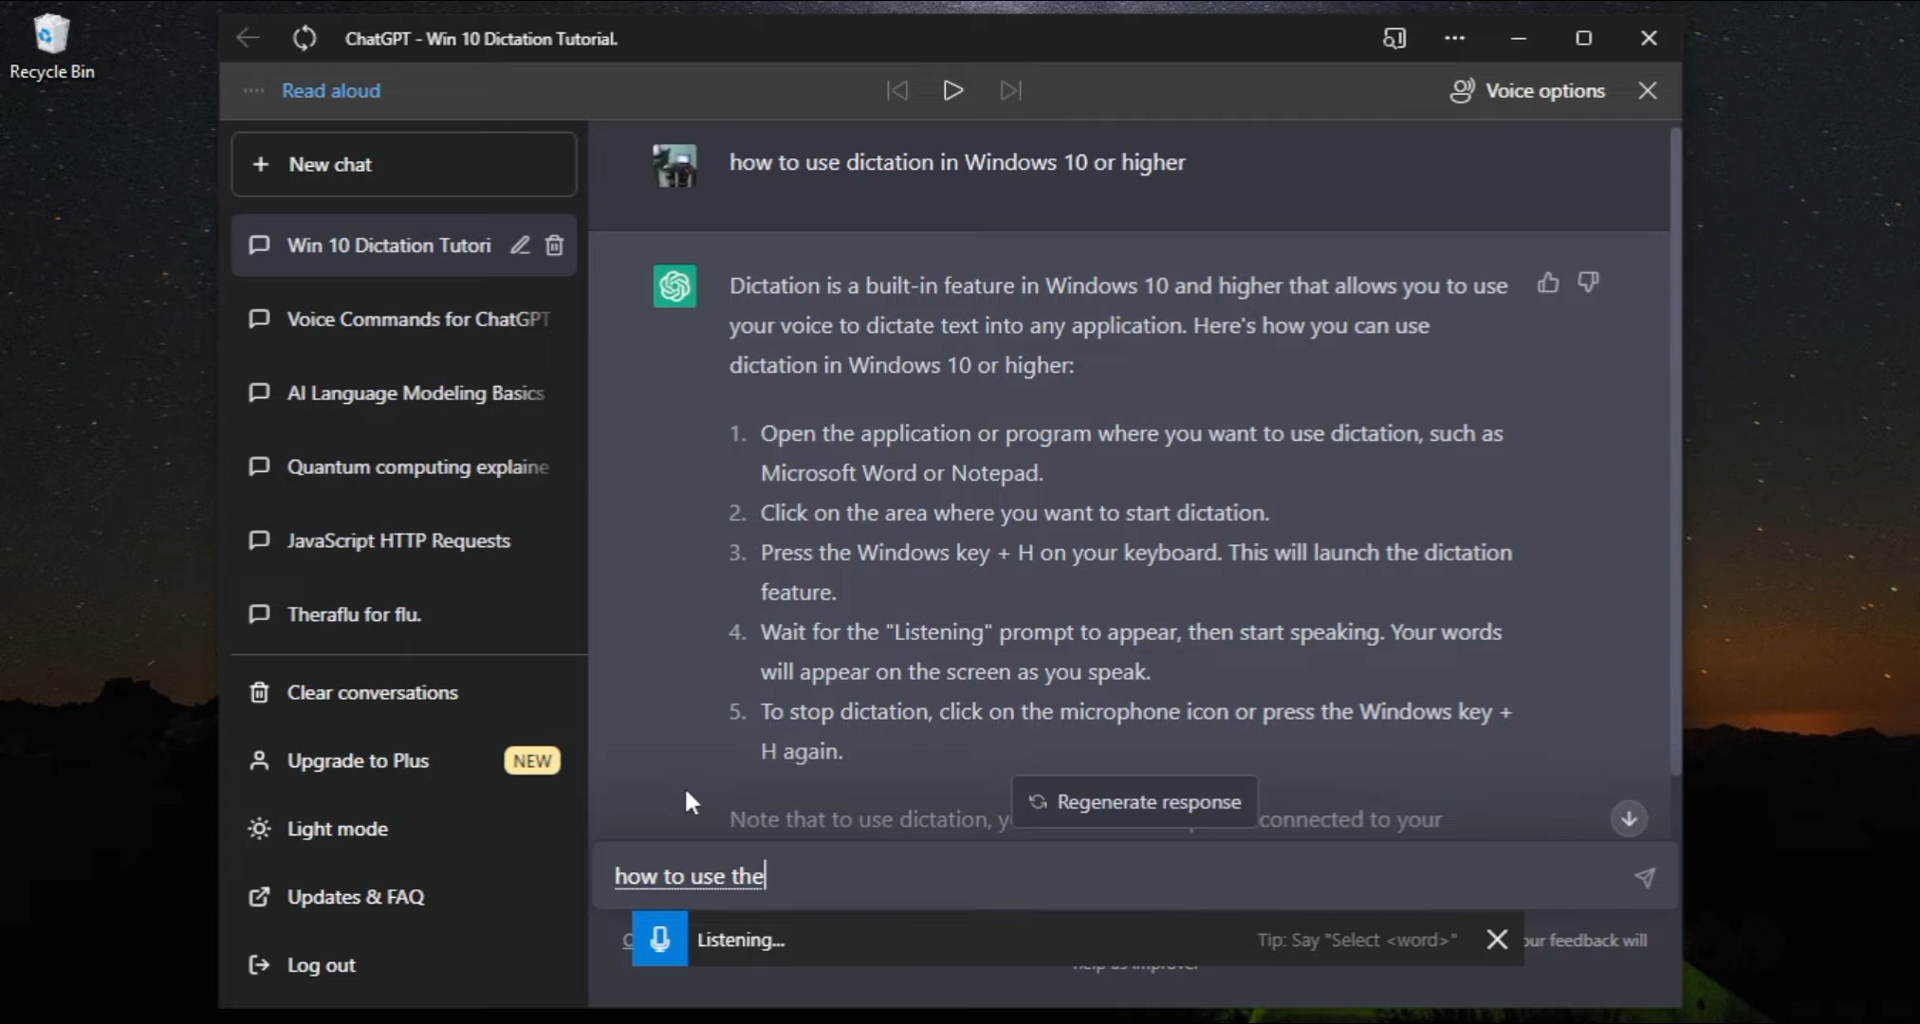 Recycle Bin
ChatGPT - Win 10 Dictation Tutorial.
Read aloud
Voice options
New chat
Win 10 Dictation Tutori
Voice Commands for ChatGPT
AI Language Modeling Basics
Quantum computing explaine
JavaScript HTTP Requests
Theraflu for flu.
Clear conversations
Upgrade to Plus NEW
Light mode
Updates & FAQ
Log out
how to use dictation in Windows 10 or higher
Dictation is a built-in feature in Windows 10 and higher that allows you to use
your voice to dictate text into any application. Here's how you can use
dictation in Windows 10 or higher:
1. Open the application or program where you want to use dictation, such as
Microsoft Word or Notepad.
2. Click on the area where you want to start dictation.
3. Press the Windows key + H on your keyboard. This will launch the dictation
feature.
4. Wait for the "Listening" prompt to appear, then start speaking. Your words
will appear on the screen as you speak.
5. To stop dictation, click on the microphone icon or press the Windows key +
H again.
Note that to use dictation, y connected to your
Regenerate response
how to use the
Listening... Tip: Say "Select <word>"
our feedback will
help us improve.